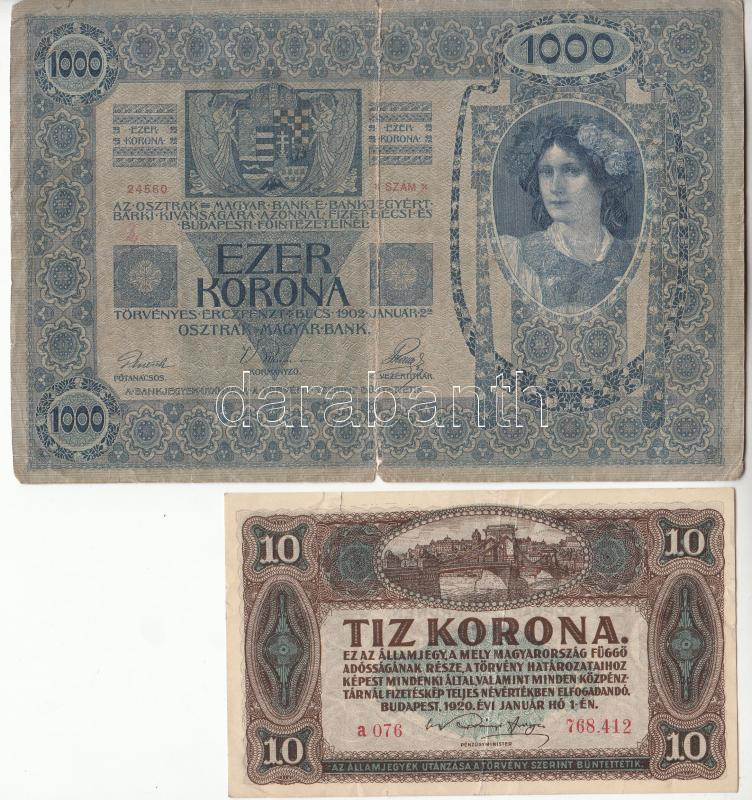 1000
1000
EZER
KORONA
EZER
KORONA
24560
SZÁM
AZ OSZTRÁK = MAGYAR BANK E BANKJEGYÉRT
BÁRKI KIVÁNSÁGÁRA AZONNAL FIZET BÉCSI ÉS
BUDAPESTI FŐINTÉZETEINÉL
EZER
KORONA
TÖRVÉNYES ÉRCZPÉNZT BÉCS 1902 JANUÁR 2ÁN
OSZTRÁK MAGYAR BANK.
FŐTANÁCSOS.
KORMÁNYZÓ.
VEZÉRTITKÁR.
1000
darabanth
10
10
TIZ KORONA.
EZ AZ ÁLLAMJEGY, A MELY MAGYARORSZÁG FÜGGŐ
ADÓSSÁGÁNAK RÉSZE, A TÖRVÉNY HATÁROZATAIHOZ
KÉPEST MINDENKI ÁLTAL, VALAMINT MINDEN KÖZPÉNZ-
TÁRNÁL FIZETÉSKÉP TELJES NÉVÉRTÉKBEN ELFOGADANDÓ.
BUDAPEST, 1920. ÉVI JANUÁR HÓ 1-ÉN.
a 076
768.412
PÉNZÜGYMINISTER
10
10
AZ ÁLLAMJEGYEK UTÁNZÁSA A TÖRVÉNY SZERINT BÜNTETTETIK.